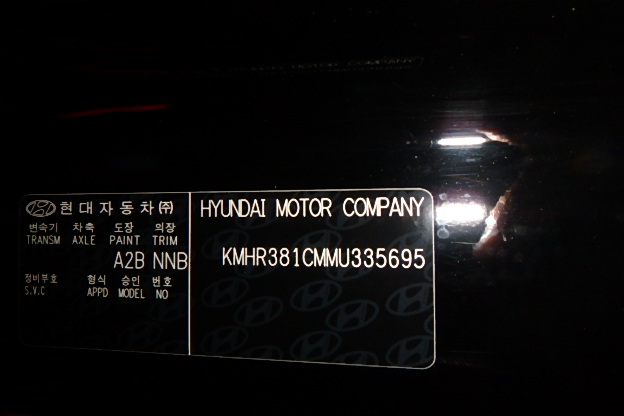 현대자동차㈜
변속기 차축 도장 의장
TRANSM AXLE PAINT TRIM
A2B NNB
정비부호 형식 승인 번호
S.V.C APPD MODEL NO
HYUNDAI MOTOR COMPANY
KMHR381CMMU335695